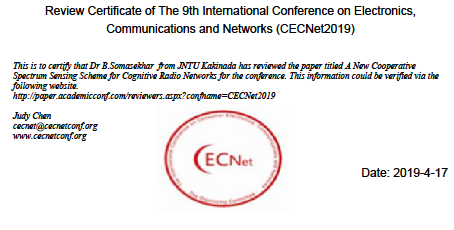 Review Certificate of The 9th International Conference on Electronics,
Communications and Networks (CECNet2019)
This is to certify that Dr B.Somasekhar from JNTU Kakinada has reviewed the paper titled A New Cooperative
Spectrum Sensing Scheme for Cognitive Radio Networks for the conference. This information could be verified via the
following website.
http://paper.academicconf.com/reviewers.aspx?confname=CECNet2019
Judy Chen
cecnet@cecnetconf.org
www.cecnetconf.org
CECNet
Date: 2019-4-17